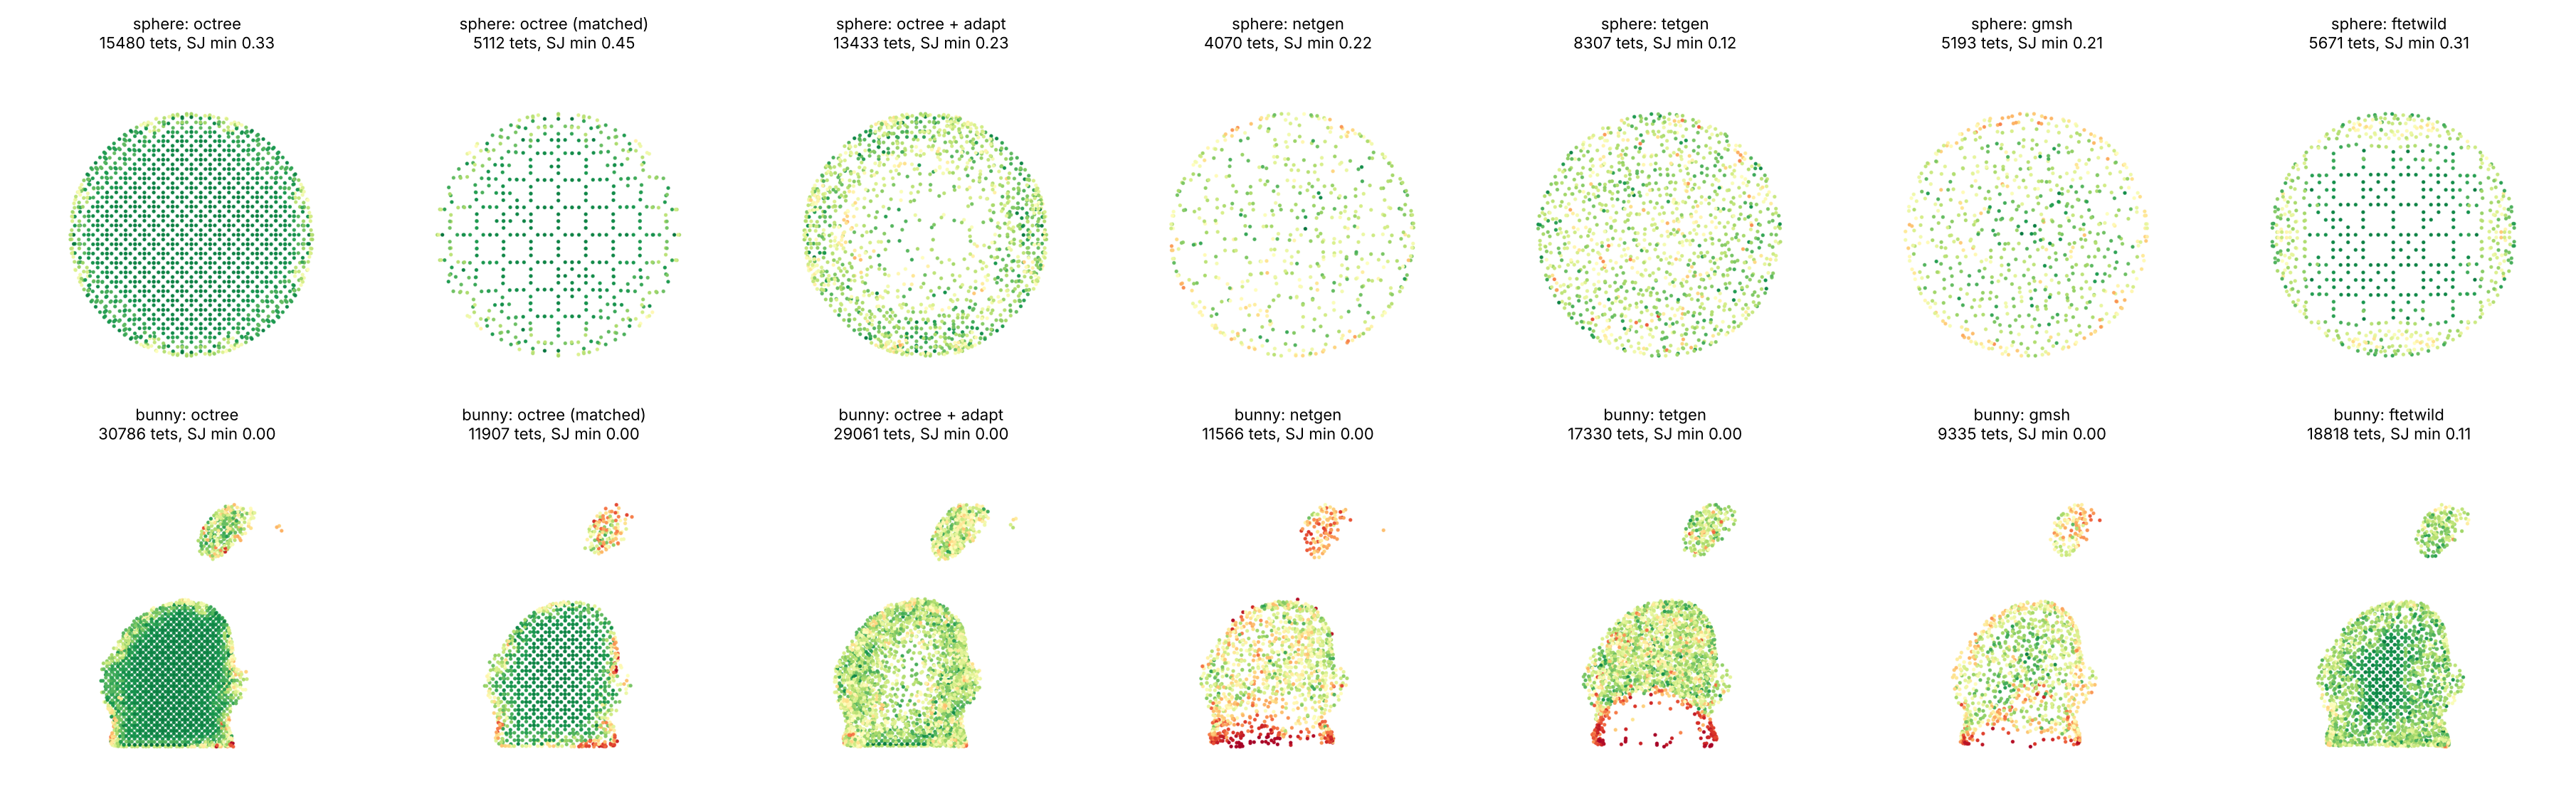 sphere: octree
15480 tets, SJ min 0.33
sphere: octree (matched)
5112 tets, SJ min 0.45
sphere: octree + adapt
13433 tets, SJ min 0.23
sphere: netgen
4070 tets, SJ min 0.22
sphere: tetgen
8307 tets, SJ min 0.12
sphere: gmsh
5193 tets, SJ min 0.21
sphere: ftetwild
5671 tets, SJ min 0.31
bunny: octree
30786 tets, SJ min 0.00
bunny: octree (matched)
11907 tets, SJ min 0.00
bunny: octree + adapt
29061 tets, SJ min 0.00
bunny: netgen
11566 tets, SJ min 0.00
bunny: tetgen
17330 tets, SJ min 0.00
bunny: gmsh
9335 tets, SJ min 0.00
bunny: ftetwild
18818 tets, SJ min 0.11